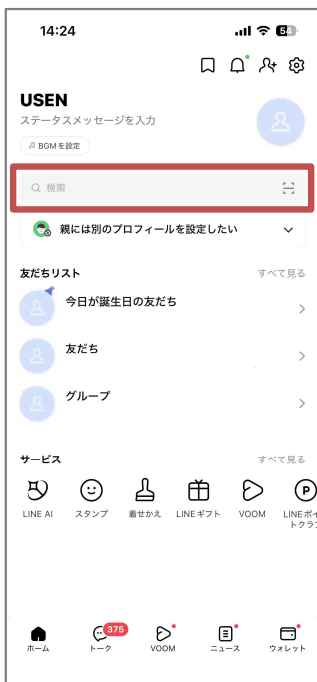 14:24
54
USEN
ステータスメッセージを入力
BGMを設定
検索
親には別のプロフィールを設定したい
友だちリスト
すべて見る
今日が誕生日の友だち
友だち
グループ
サービス
すべて見る
LINE AI
スタンプ
着せかえ
LINEギフト
VOOM
LINEポイ
トクラブ
ホーム
375
トーク
VOOM
ニュース
ウォレット